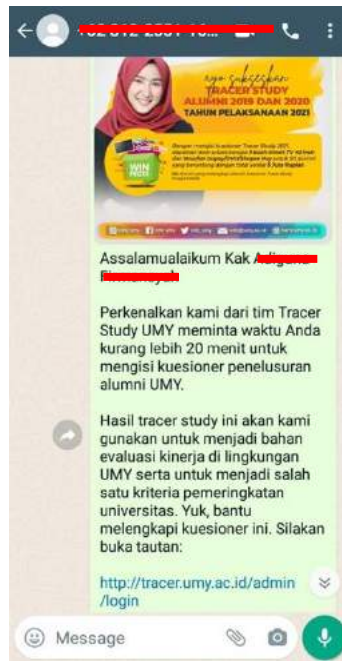 ayo sukseskan
TRACER STUDY
ALUMNI 2019 DAN 2020
TAHUN PELAKSANAAN 2021
WIN
Assalamualaikum Kak
Perkenalkan kami dari tim Tracer
Study UMY meminta waktu Anda
kurang lebih 20 menit untuk
mengisi kuesioner penelusuran
alumni UMY.
Hasil tracer study ini akan kami
gunakan untuk menjadi bahan
evaluasi kinerja di lingkungan
UMY serta untuk menjadi salah
satu kriteria pemeringkatan
universitas. Yuk, bantu
melengkapi kuesioner ini. Silakan
buka tautan:
http://tracer.umy.ac.id/admin
/login
Message